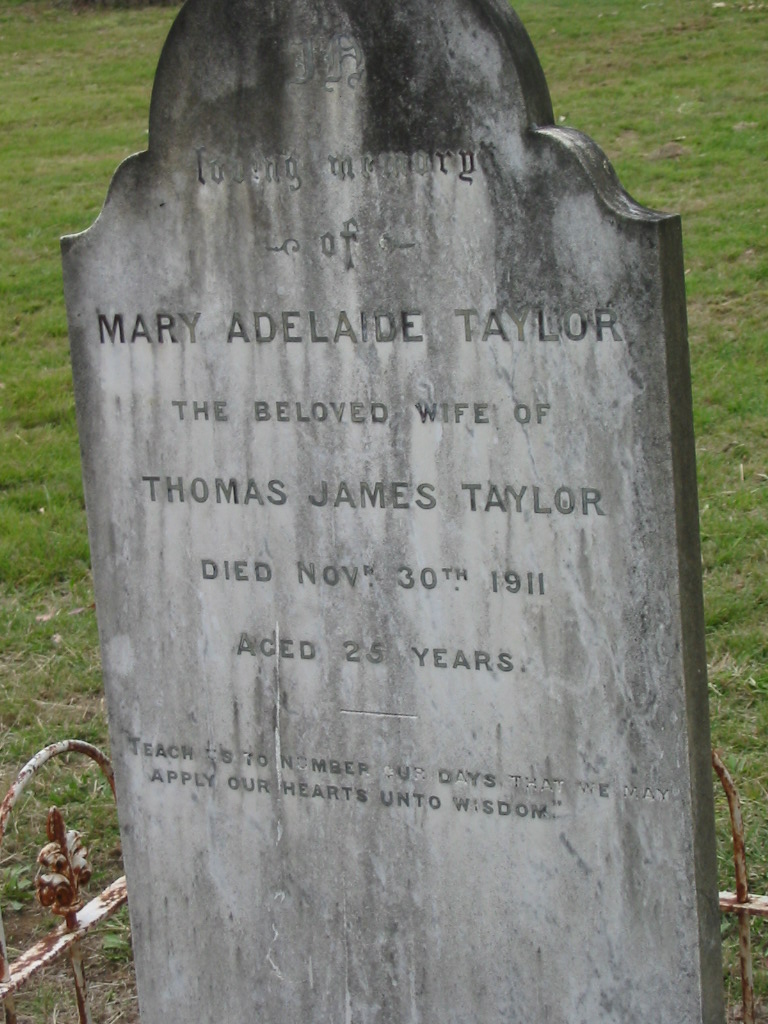 In
loving memory
of
MARY ADELAIDE TAYLOR
THE BELOVED WIFE OF
THOMAS JAMES TAYLOR
DIED NOVR. 30TH. 1911
AGED 25 YEARS.
"TEACH US TO NUMBER OUR DAYS THAT WE MAY
APPLY OUR HEARTS UNTO WISDOM."